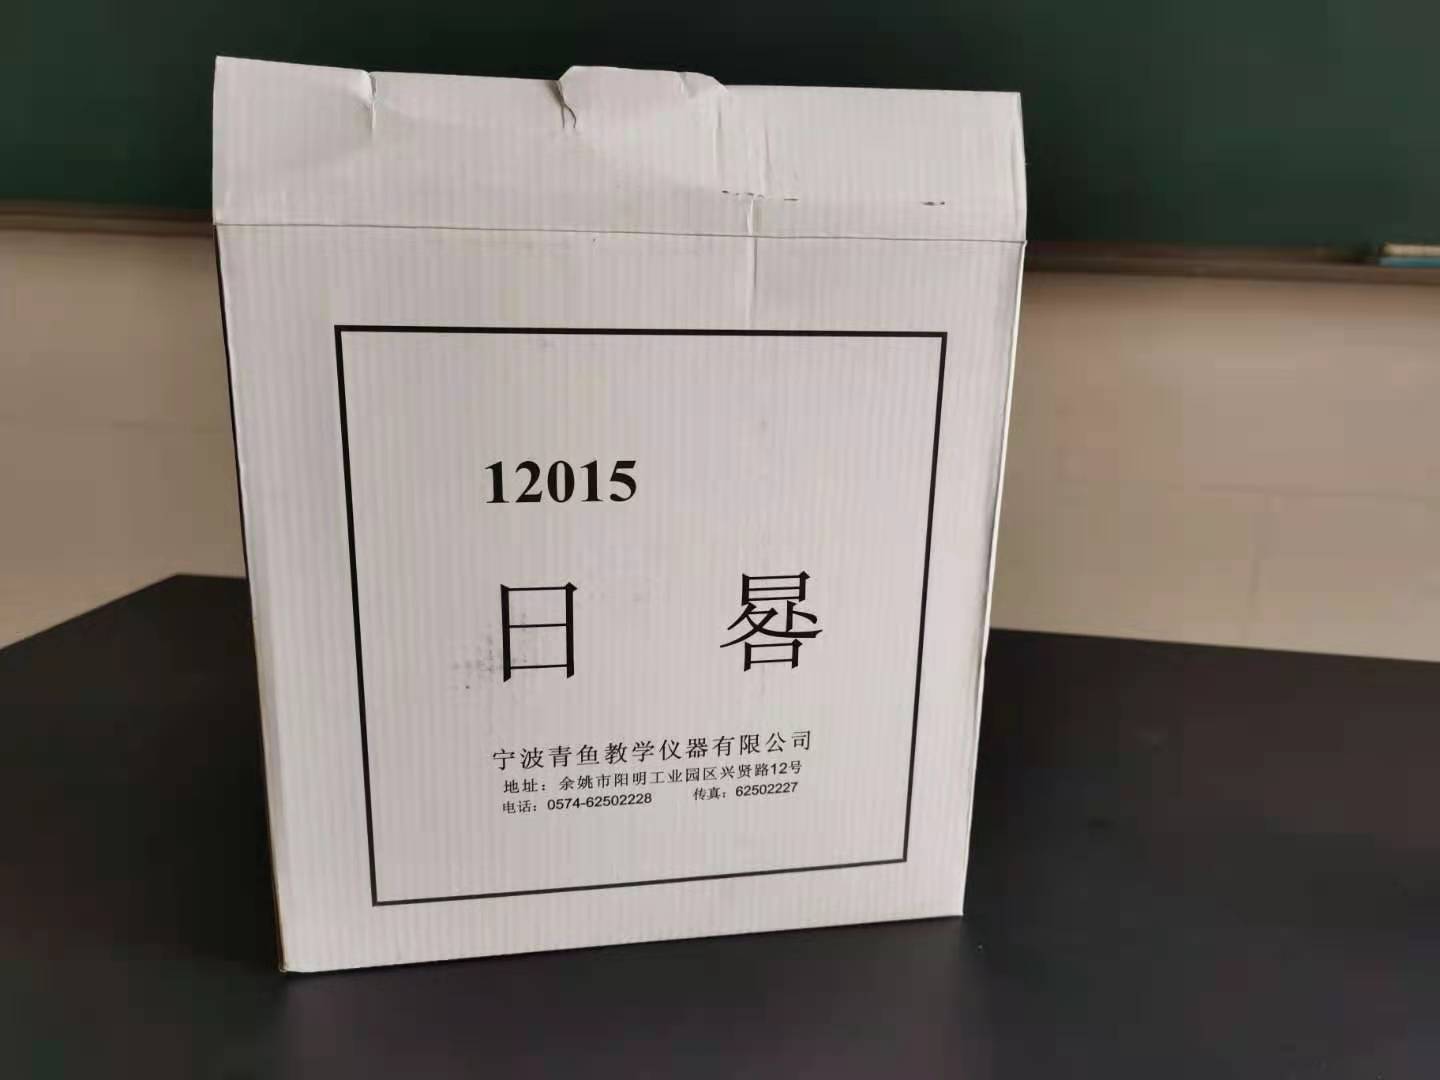 12015
日 晷
宁波青鱼教学仪器有限公司
地址：余姚市阳明工业园区兴贤路12号
电话：0574-62502228 传真：62502227